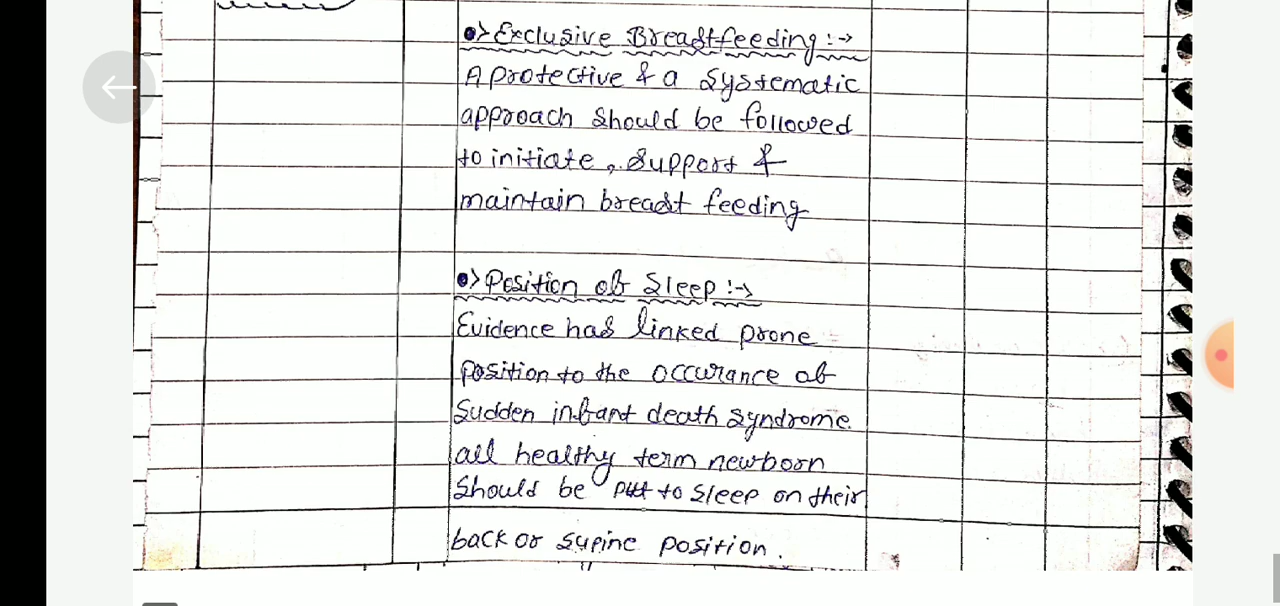 •> Exclusive Breastfeeding :->
A protective & a systematic
approach should be followed
to initiate, support &
maintain breast feeding
•> Position of Sleep :->
Evidence has linked prone
position to the occurance of
Sudden infant death syndrome.
all healthy term newborn
should be put to sleep on their
back or supine position.